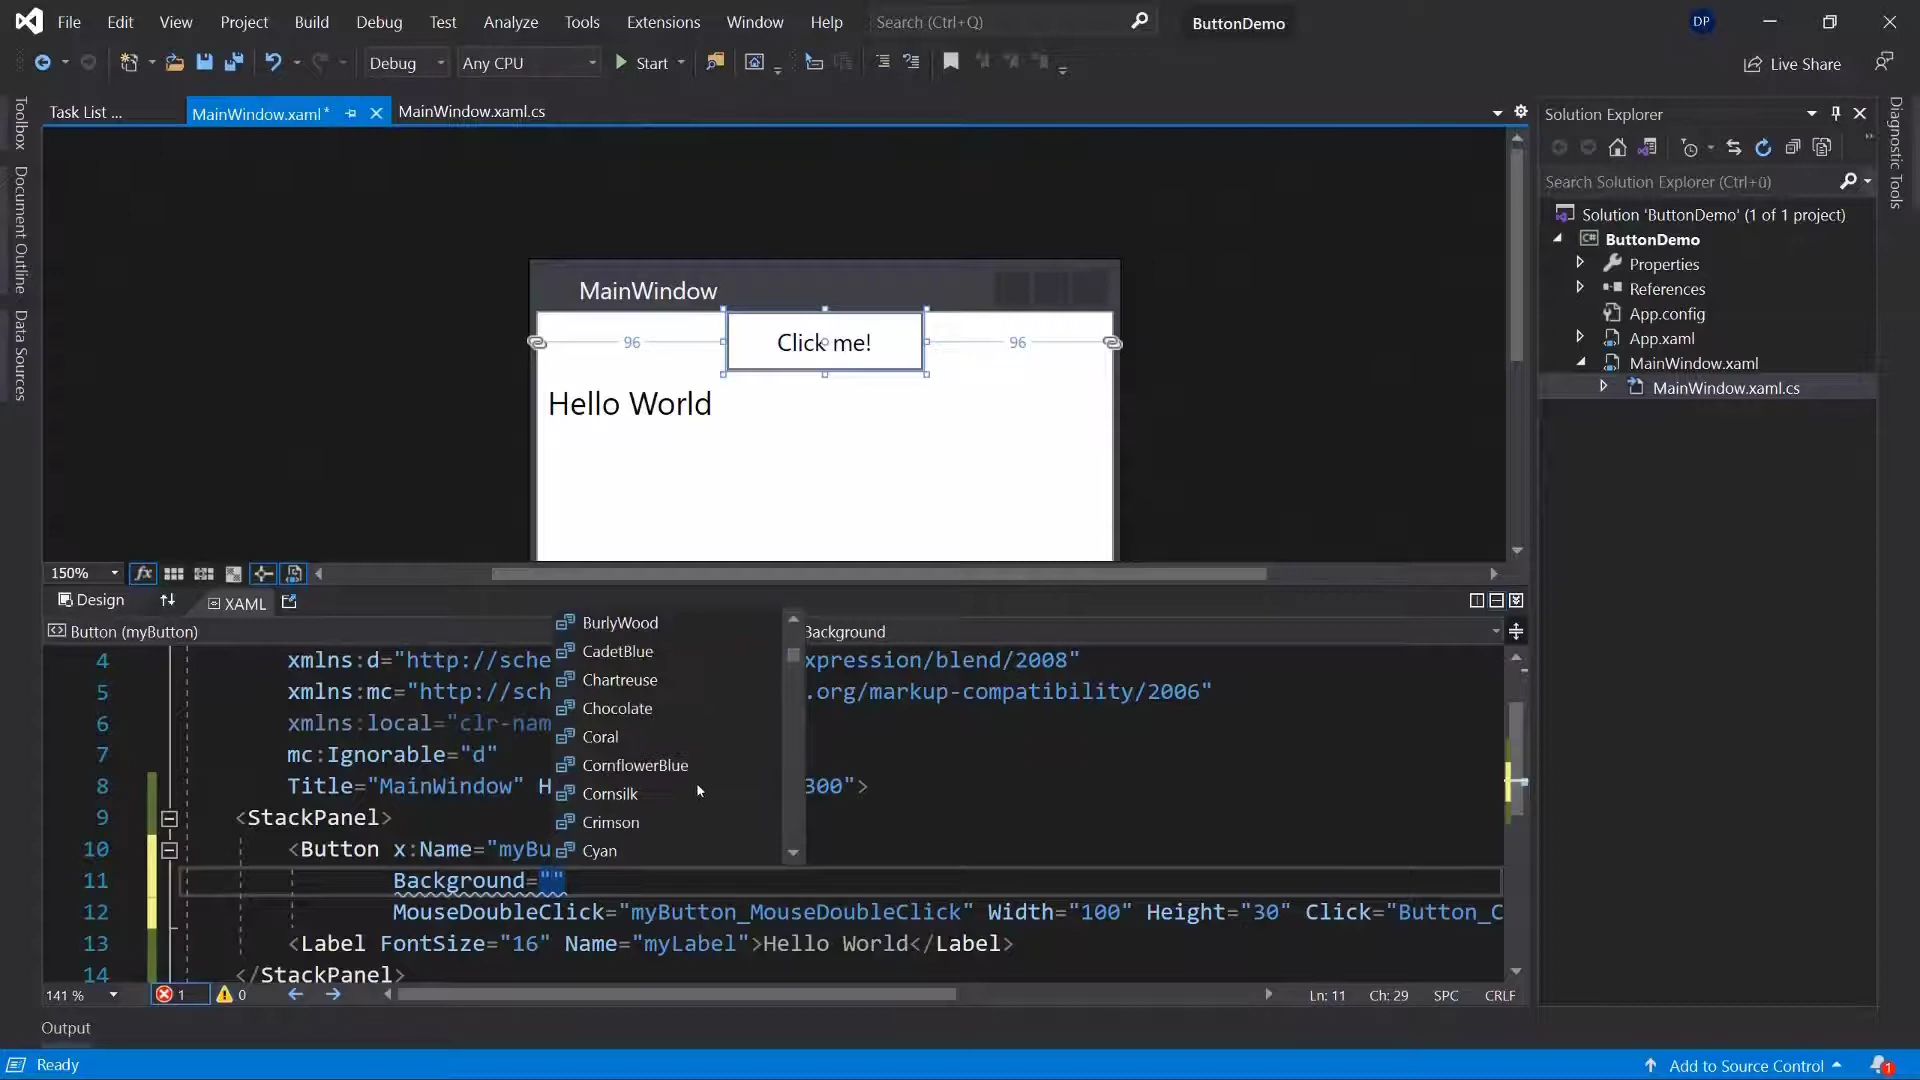 File Edit View Project Build Debug Test Analyze Tools Extensions Window Help Search (Ctrl+Q) ButtonDemo DP
Debug Any CPU Start Live Share
Task List ... MainWindow.xaml* MainWindow.xaml.cs
Toolbox
Document Outline
Data Sources
MainWindow
96 Click me! 96
Hello World
150% fx
Design XAML
Button (myButton) Background
BurlyWood
CadetBlue
Chartreuse
Chocolate
Coral
CornflowerBlue
Cornsilk
Crimson
Cyan
4 xmlns:d="http://sche xpression/blend/2008"
5 xmlns:mc="http://sch .org/markup-compatibility/2006"
6 xmlns:local="clr-nam
7 mc:Ignorable="d"
8 Title="MainWindow" H 300">
9 <StackPanel>
10 <Button x:Name="myBu
11 Background=""
12 MouseDoubleClick="myButton_MouseDoubleClick" Width="100" Height="30" Click="Button_C
13 <Label FontSize="16" Name="myLabel">Hello World</Label>
14 </StackPanel>
141 % 1 0 Ln: 11 Ch: 29 SPC CRLF
Output
Ready Add to Source Control 1
Solution Explorer
Search Solution Explorer (Ctrl+ü)
Solution 'ButtonDemo' (1 of 1 project)
C# ButtonDemo
Properties
References
App.config
App.xaml
MainWindow.xaml
MainWindow.xaml.cs
Diagnostic Tools